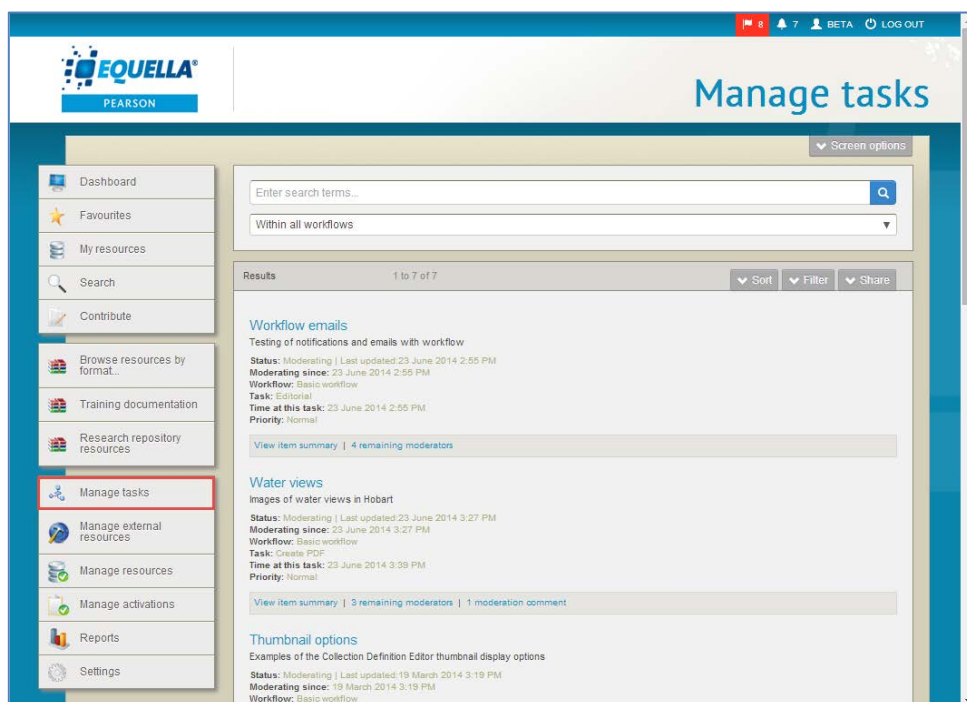 8 7 BETA LOG OUT
EQUELLA®
PEARSON
Manage tasks
Screen options
Dashboard
Favourites
My resources
Search
Contribute
Browse resources by
format...
Training documentation
Research repository
resources
Manage tasks
Manage external
resources
Manage resources
Manage activations
Reports
Settings
Enter search terms...
Within all workflows
Results 1 to 7 of 7 Sort Filter Share
Workflow emails
Testing of notifications and emails with workflow
Status: Moderating | Last updated:23 June 2014 2:55 PM
Moderating since: 23 June 2014 2:55 PM
Workflow: Basic workflow
Task: Editorial
Time at this task: 23 June 2014 2:55 PM
Priority: Normal
View item summary | 4 remaining moderators
Water views
Images of water views in Hobart
Status: Moderating | Last updated:23 June 2014 3:27 PM
Moderating since: 23 June 2014 3:27 PM
Workflow: Basic workflow
Task: Create PDF
Time at this task: 23 June 2014 3:39 PM
Priority: Normal
View item summary | 3 remaining moderators | 1 moderation comment
Thumbnail options
Examples of the Collection Definition Editor thumbnail display options
Status: Moderating | Last updated:19 March 2014 3:19 PM
Moderating since: 19 March 2014 3:19 PM
Workflow: Basic workflow